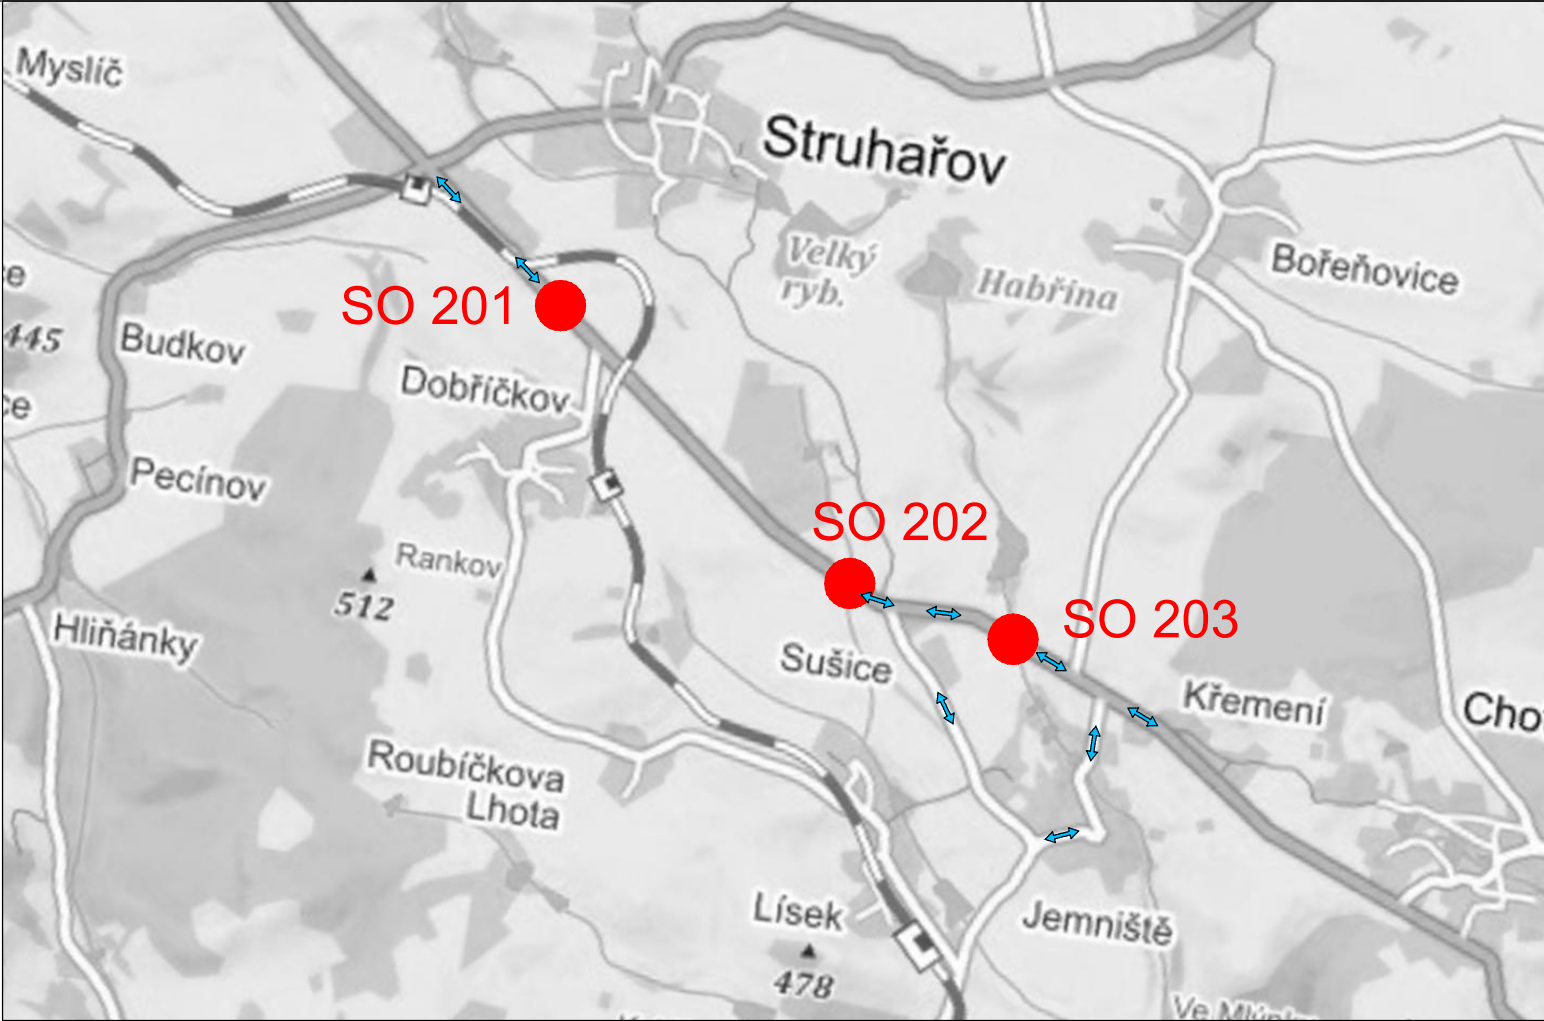 Myslíč
Struhařov
Velký
ryb.
Habřina
Bořeňovice
SO 201
445
Budkov
Dobříčkov
Pecínov
SO 202
Rankov
512
SO 203
Hliňánky
Sušice
Křemení
Roubíčkova
Lhota
Lísek
Jemniště
478